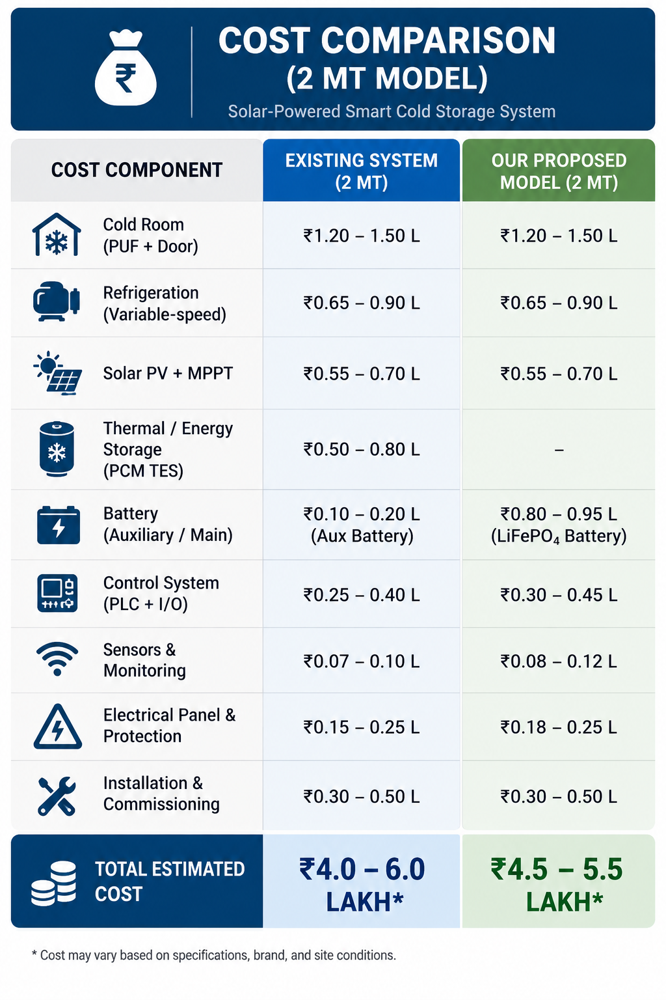 ₹
COST COMPARISON
(2 MT MODEL)
Solar-Powered Smart Cold Storage System
COST COMPONENT
EXISTING SYSTEM
(2 MT)
OUR PROPOSED
MODEL (2 MT)
Cold Room
(PUF + Door)
₹1.20 – 1.50 L
₹1.20 – 1.50 L
Refrigeration
(Variable-speed)
₹0.65 – 0.90 L
₹0.65 – 0.90 L
Solar PV + MPPT
₹0.55 – 0.70 L
₹0.55 – 0.70 L
Thermal / Energy
Storage
(PCM TES)
₹0.50 – 0.80 L
–
Battery
(Auxiliary / Main)
₹0.10 – 0.20 L
(Aux Battery)
₹0.80 – 0.95 L
(LiFePO₄ Battery)
Control System
(PLC + I/O)
₹0.25 – 0.40 L
₹0.30 – 0.45 L
Sensors &
Monitoring
₹0.07 – 0.10 L
₹0.08 – 0.12 L
Electrical Panel &
Protection
₹0.15 – 0.25 L
₹0.18 – 0.25 L
Installation &
Commissioning
₹0.30 – 0.50 L
₹0.30 – 0.50 L
TOTAL ESTIMATED
COST
₹4.0 – 6.0
LAKH*
₹4.5 – 5.5
LAKH*
* Cost may vary based on specifications, brand, and site conditions.